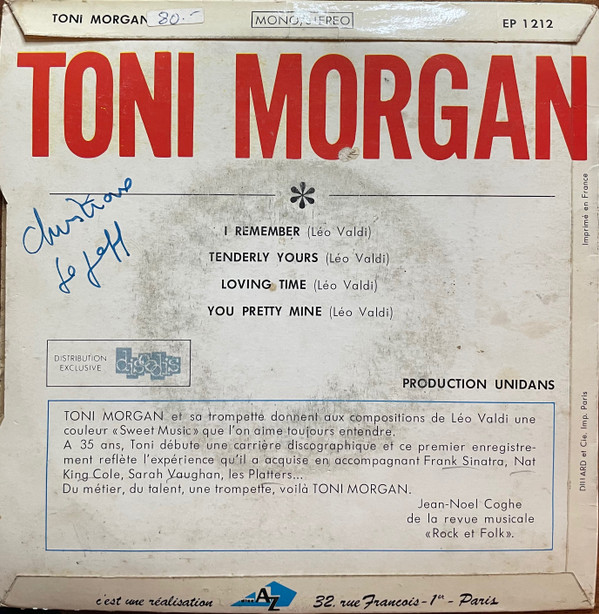 TONI MORGAN 80.- MONO/STEREO EP 1212
TONI MORGAN
Christiane
Le Jeff
I REMEMBER (Léo Valdi)
TENDERLY YOURS (Léo Valdi)
LOVING TIME (Léo Valdi)
YOU PRETTY MINE (Léo Valdi)
Imprimé en France
DISTRIBUTION
EXCLUSIVE
discodis
PRODUCTION UNIDANS
TONI MORGAN et sa trompette donnent aux compositions de Léo Valdi une
couleur «Sweet Music» que l'on aime toujours entendre.
A 35 ans, Toni débute une carrière discographique et ce premier enregistre-
ment reflète l'expérience qu'il a acquise en accompagnant Frank Sinatra, Nat
King Cole, Sarah Vaughan, les Platters...
Du métier, du talent, une trompette, voilà TONI MORGAN.
Jean-Noel Coghe
de la revue musicale
«Rock et Folk».
DILLARD et Cie. Imp. Paris
c'est une réalisation AZ 32, rue François-1er - Paris